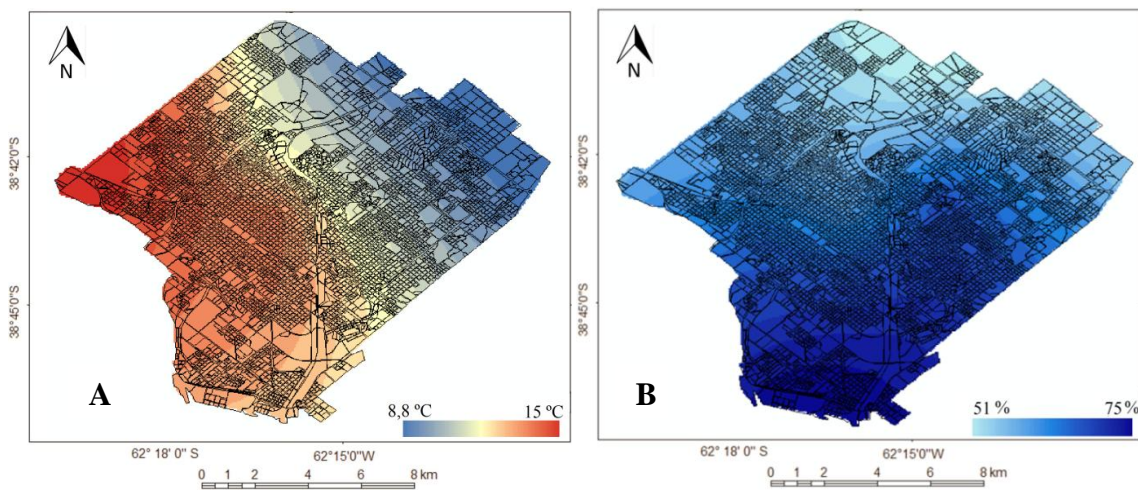 N
38°42'0"S
38°45'0"S
A
8,8 ºC
15 ºC
62° 18' 0" S
62°15'0"W
0 1 2 4 6 8 km
N
38°42'0"S
38°45'0"S
B
51 %
75 %
62° 18' 0" S
62°15'0"W
0 1 2 4 6 8 km